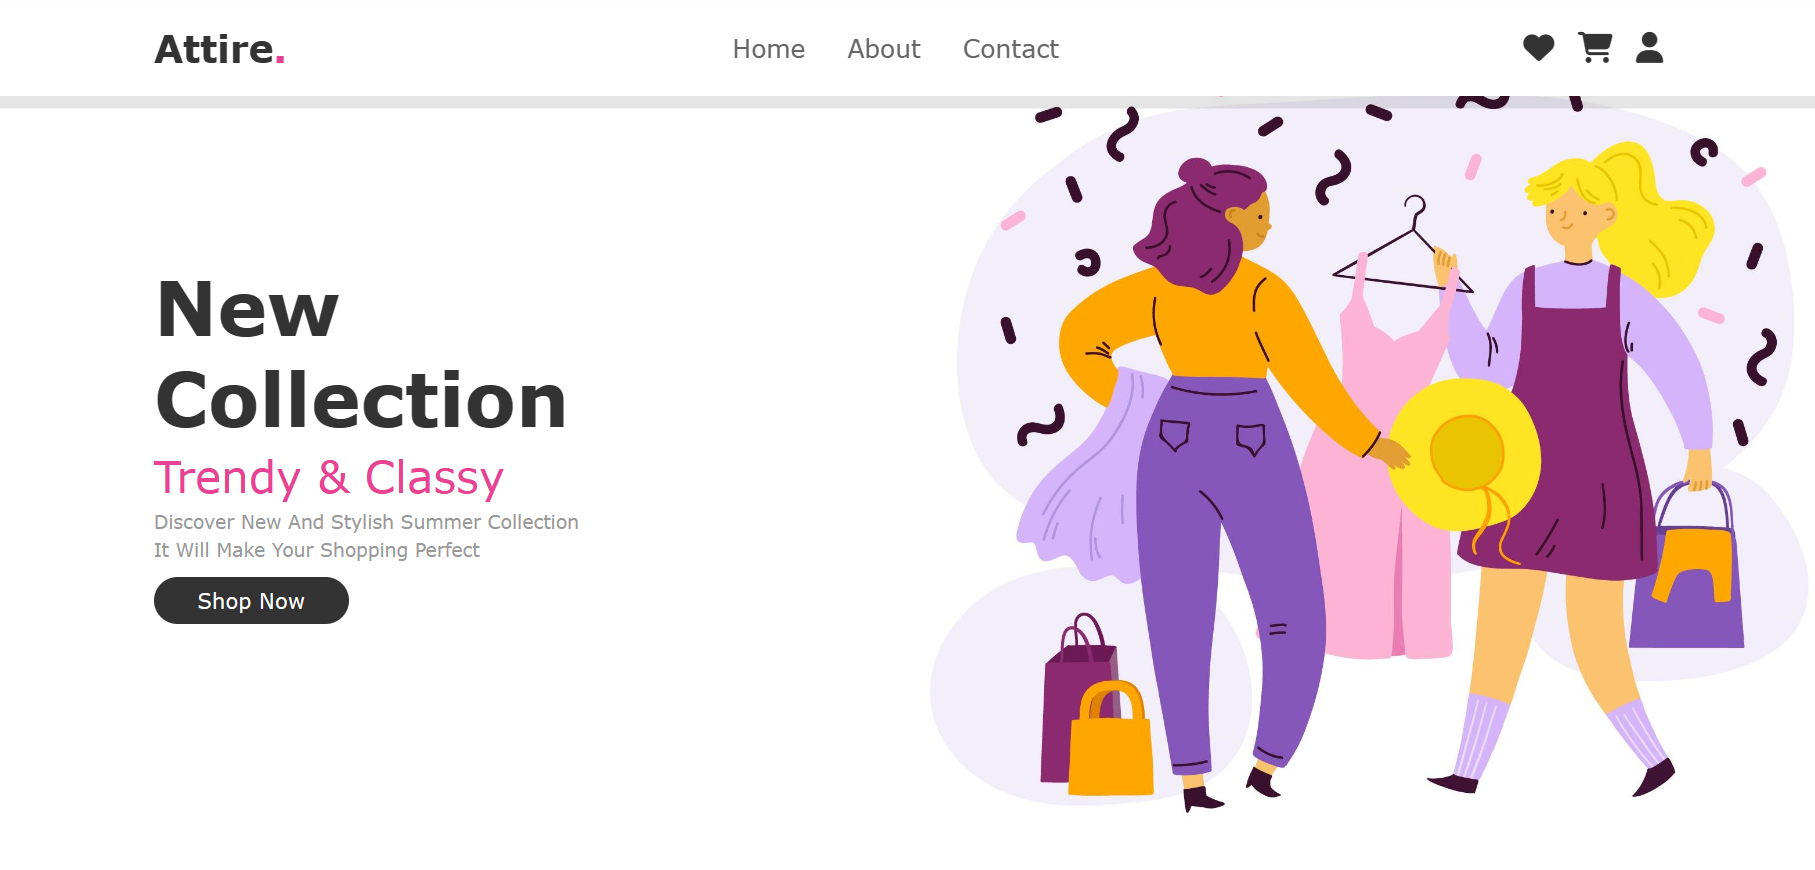 Attire.
Home About Contact
New
Collection
Trendy & Classy
Discover New And Stylish Summer Collection
It Will Make Your Shopping Perfect
Shop Now